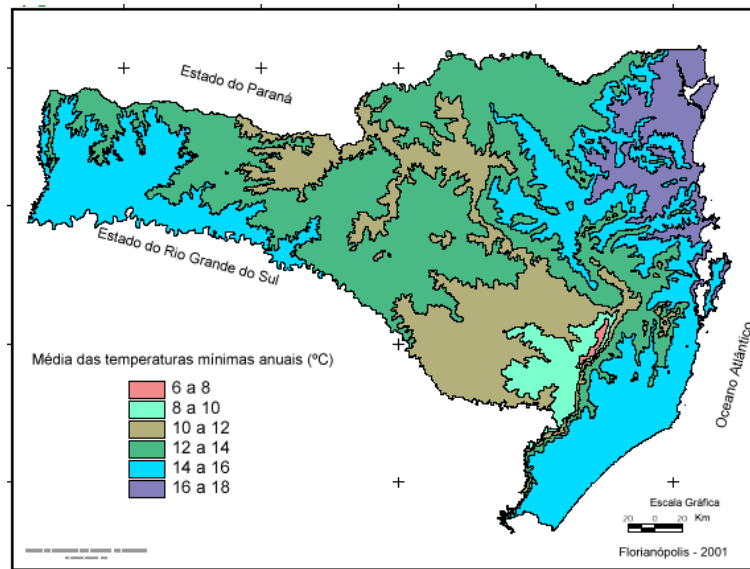 Estado do Paraná
Estado do Rio Grande do Sul
Oceano Atlântico
Média das temperaturas mínimas anuais (ºC)
6 a 8
8 a 10
10 a 12
12 a 14
14 a 16
16 a 18
Escala Gráfica
20 0 20 Km
Florianópolis - 2001